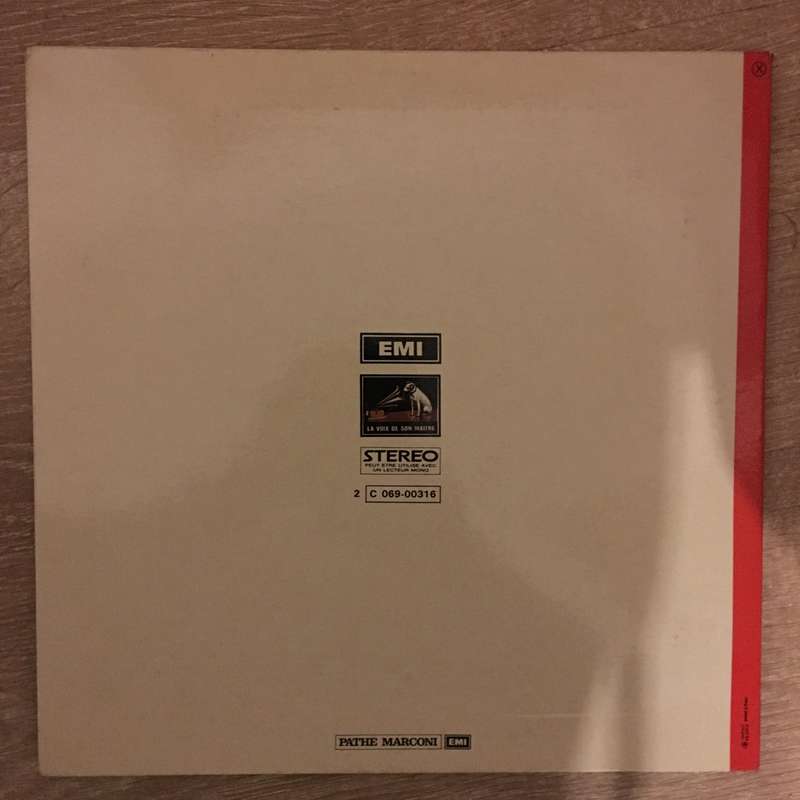 X
EMI
LA VOIX DE SON MAITRE
STEREO
PEUT ÊTRE UTILISÉ AVEC
UN LECTEUR MONO
2 C 069-00316
PATHE MARCONI EMI